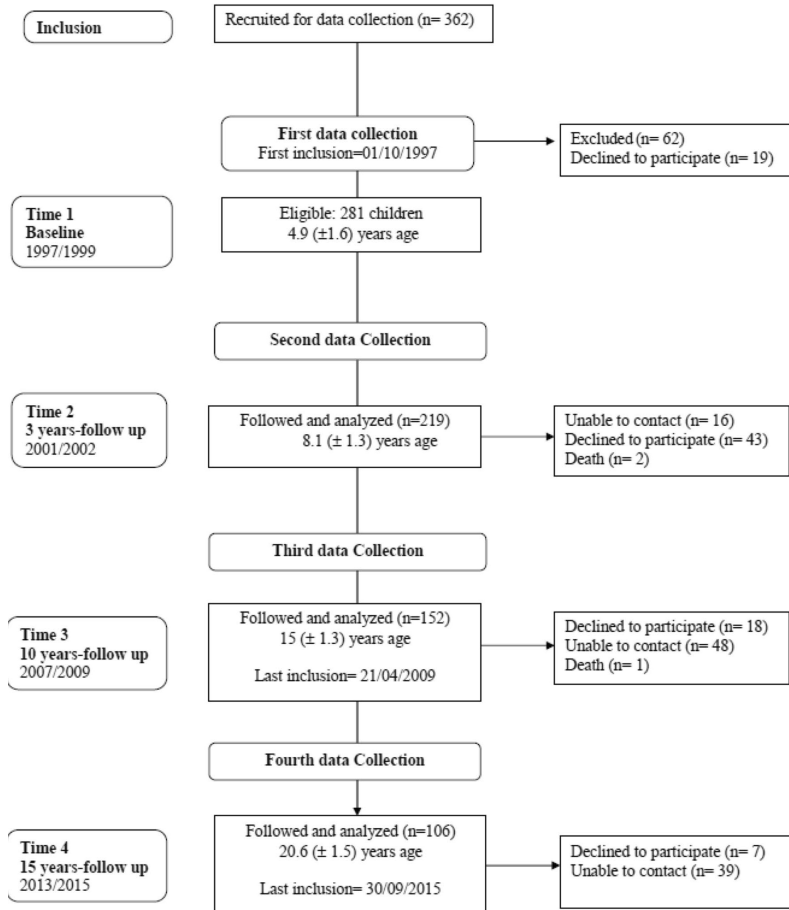 Inclusion
Recruited for data collection (n= 362)
First data collection
First inclusion=01/10/1997
Excluded (n= 62)
Declined to participate (n= 19)
Time 1
Baseline
1997/1999
Eligible: 281 children
4.9 (±1.6) years age
Second data Collection
Time 2
3 years-follow up
2001/2002
Followed and analyzed (n=219)
8.1 (± 1.3) years age
Unable to contact (n= 16)
Declined to participate (n= 43)
Death (n= 2)
Third data Collection
Time 3
10 years-follow up
2007/2009
Followed and analyzed (n=152)
15 (± 1.3) years age
Last inclusion= 21/04/2009
Declined to participate (n= 18)
Unable to contact (n= 48)
Death (n= 1)
Fourth data Collection
Time 4
15 years-follow up
2013/2015
Followed and analyzed (n=106)
20.6 (± 1.5) years age
Last inclusion= 30/09/2015
Declined to participate (n= 7)
Unable to contact (n= 39)